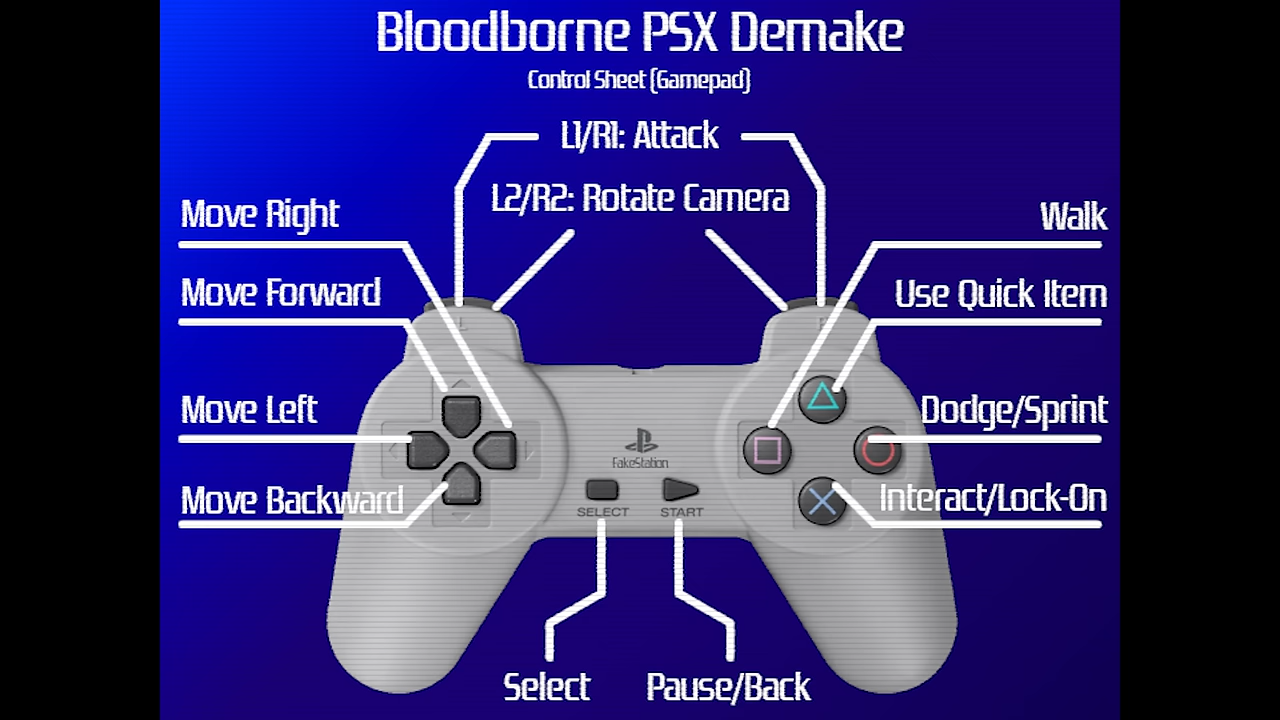 Bloodborne PSX Demake
Control Sheet (Gamepad)
L1/R1: Attack
L2/R2: Rotate Camera
Move Right
Walk
Move Forward
Use Quick Item
Move Left
Dodge/Sprint
FakeStation
Move Backward
Interact/Lock-On
SELECT
START
Select
Pause/Back